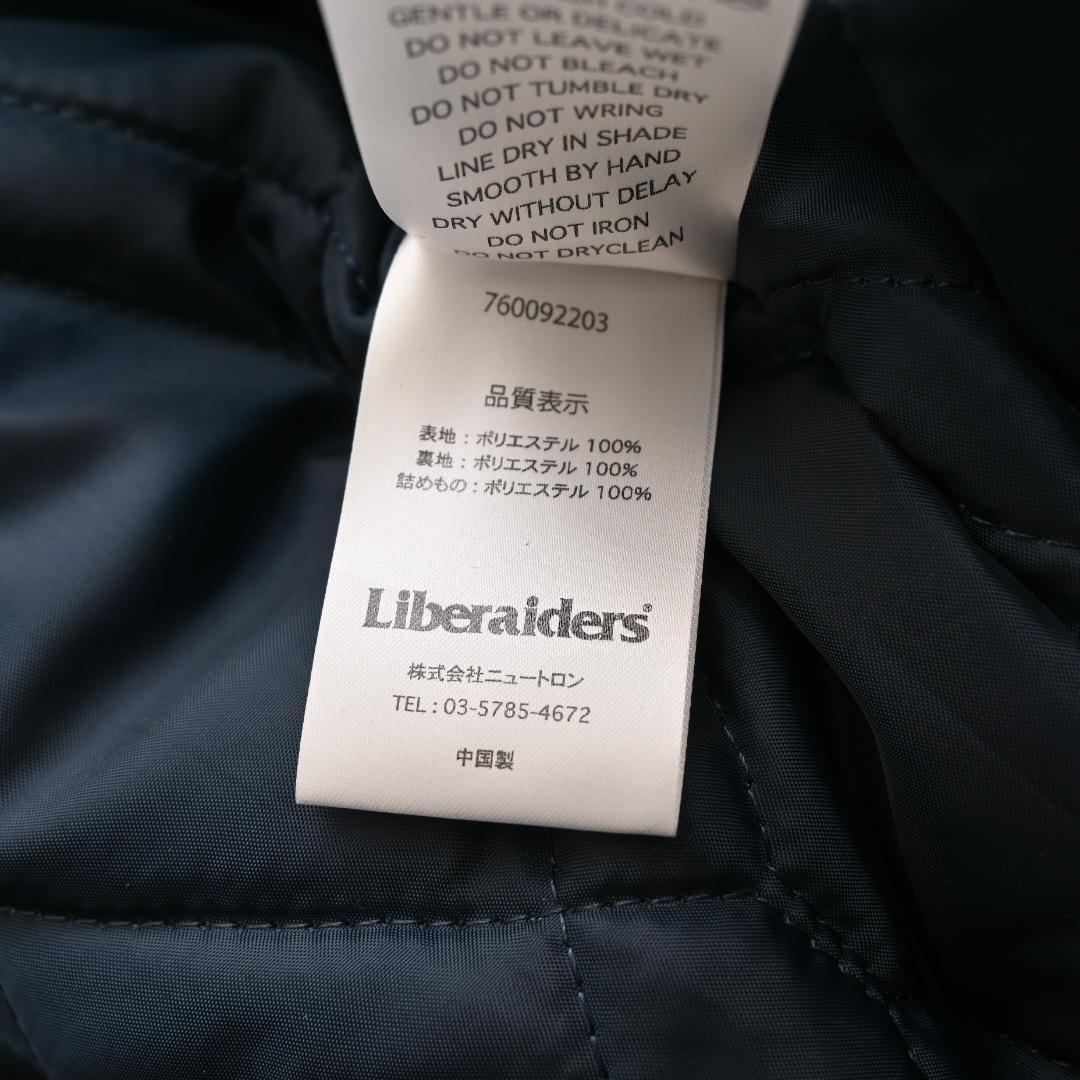 COLD
GENTLE OR DELICATE
DO NOT LEAVE WET
DO NOT BLEACH
DO NOT TUMBLE DRY
DO NOT WRING
LINE DRY IN SHADE
SMOOTH BY HAND
DRY WITHOUT DELAY
DO NOT IRON
DO NOT DRYCLEAN
760092203
品質表示
表地 : ポリエステル 100%
裏地 : ポリエステル 100%
詰めもの : ポリエステル 100%
Liberaiders®
株式会社ニュートロン
TEL : 03-5785-4672
中国製